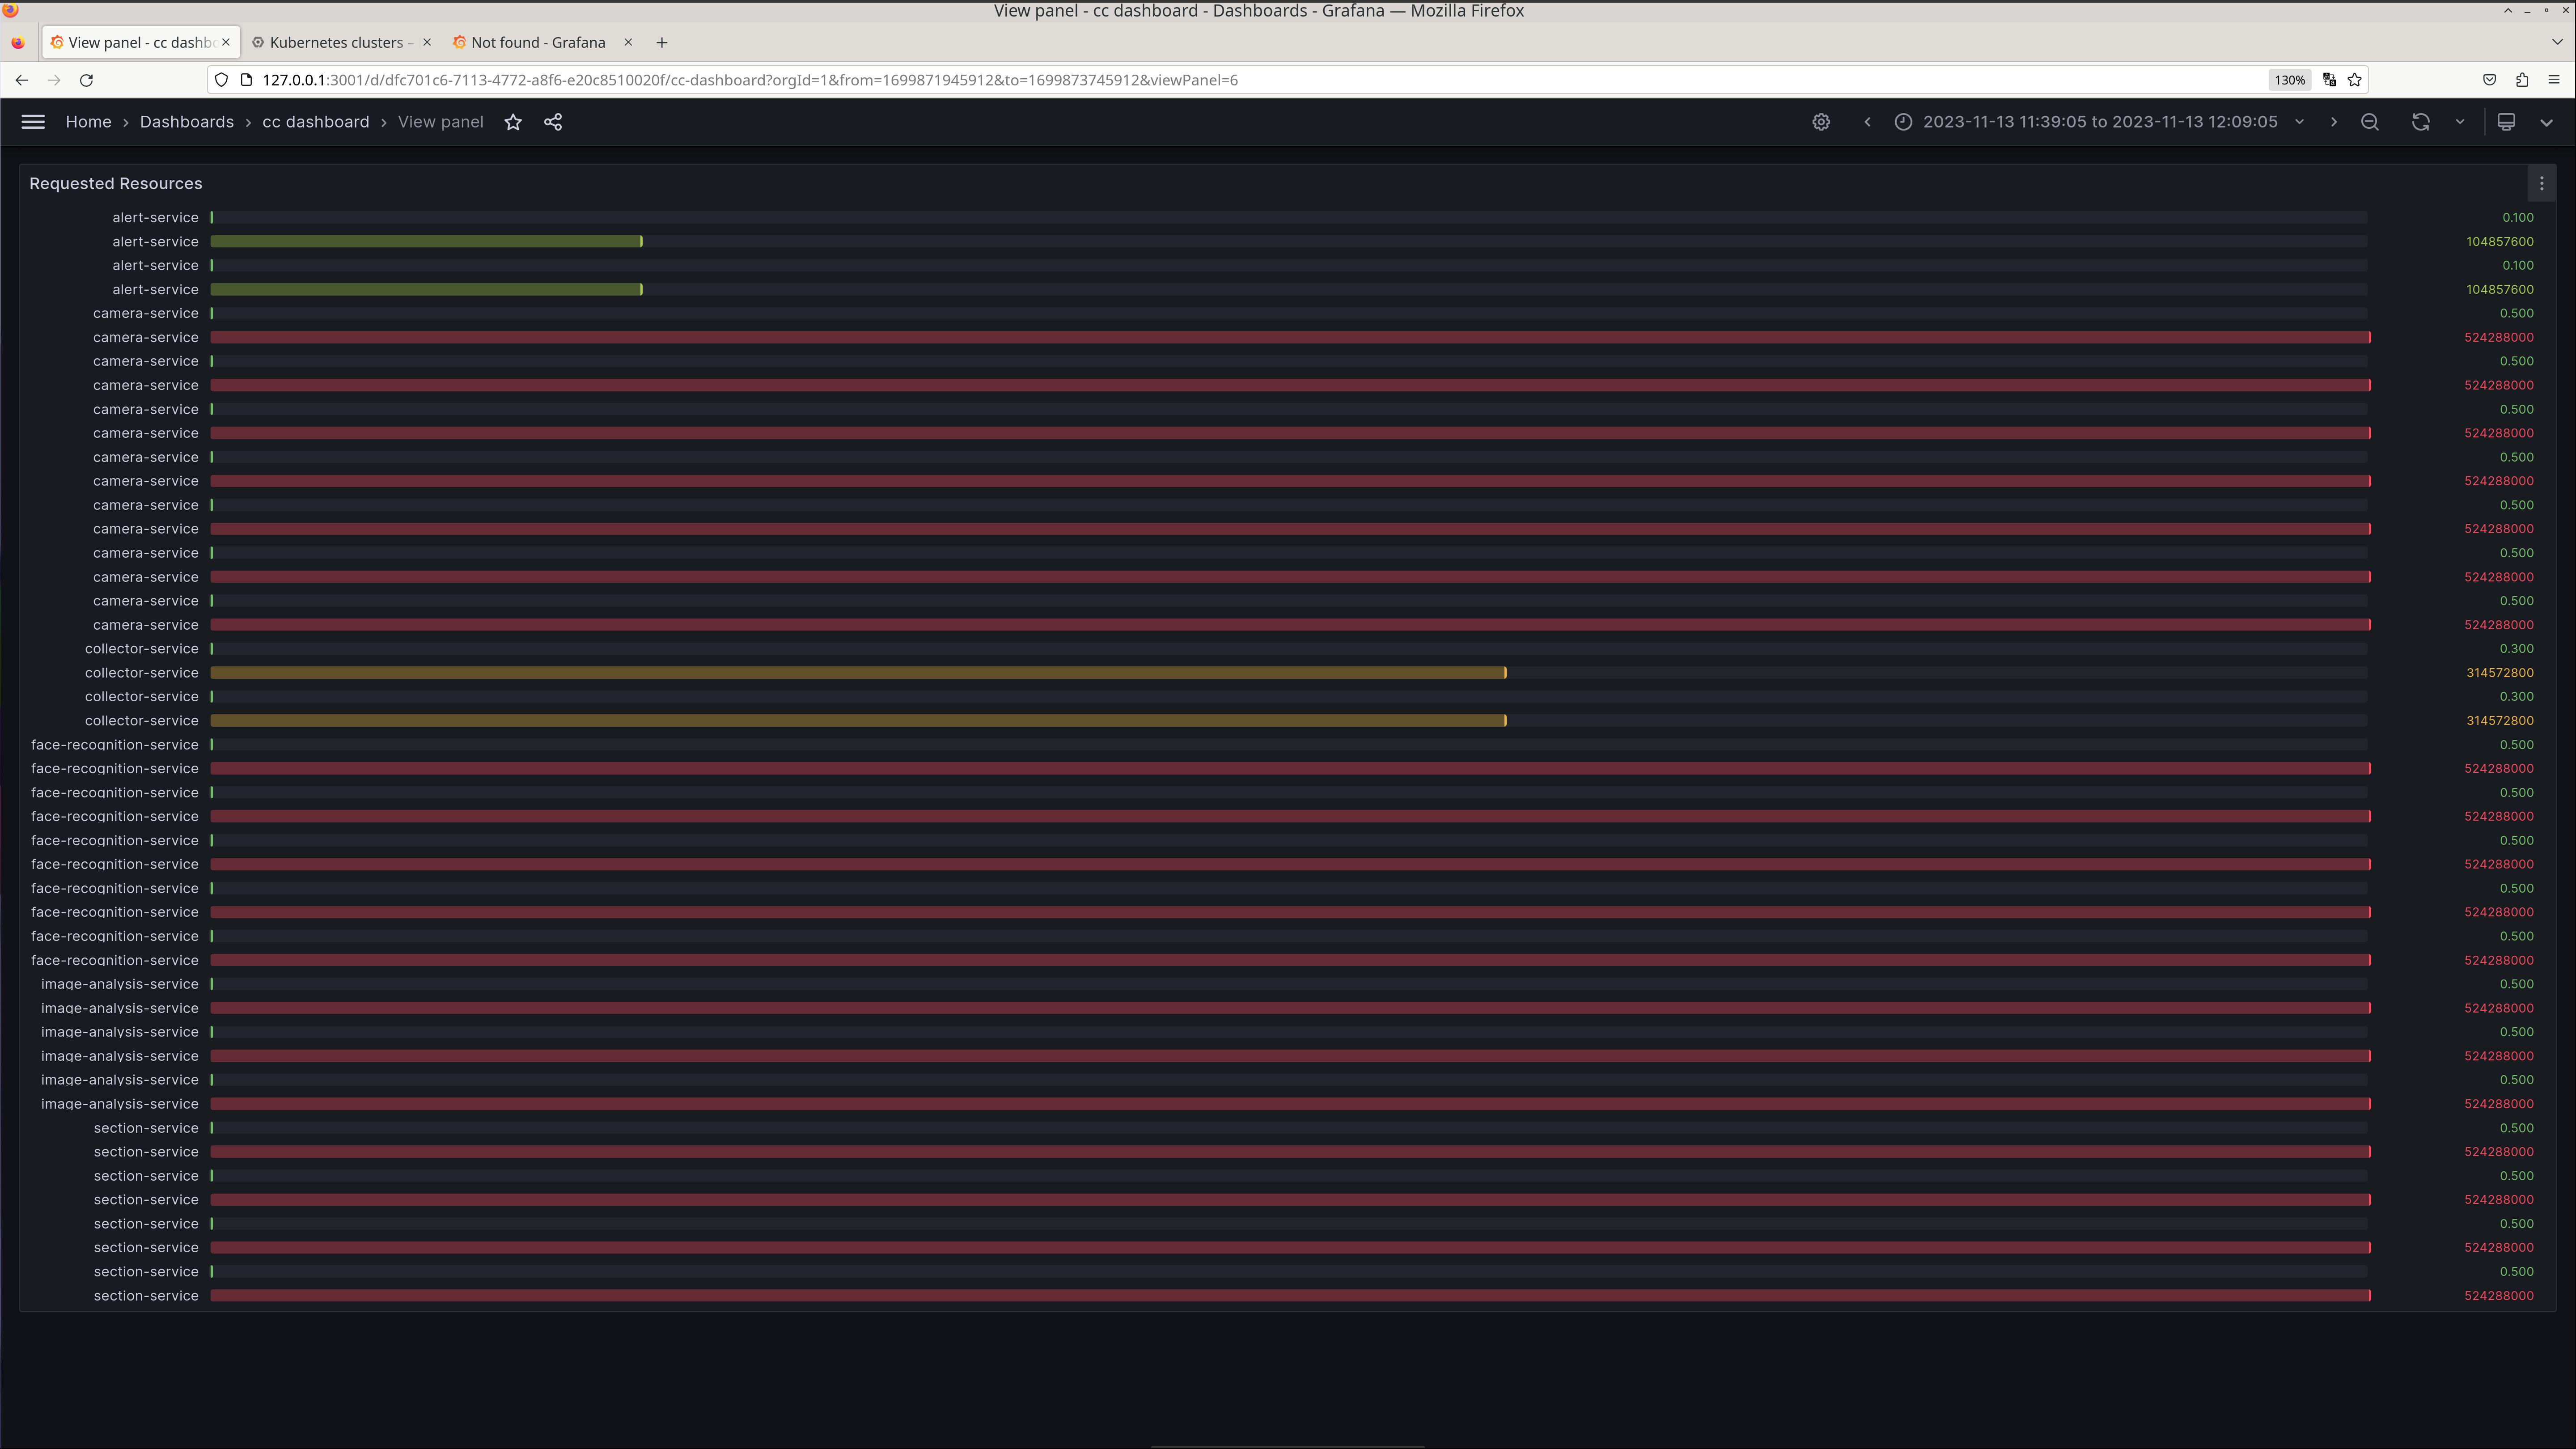 View panel - cc dashboard - Dashboards - Grafana — Mozilla Firefox
View panel - cc dashbo
Kubernetes clusters –
Not found - Grafana
127.0.0.1:3001/d/dfc701c6-7113-4772-a8f6-e20c8510020f/cc-dashboard?orgId=1&from=1699871945912&to=1699873745912&viewPanel=6
130%
Home > Dashboards > cc dashboard > View panel
2023-11-13 11:39:05 to 2023-11-13 12:09:05
Requested Resources
alert-service 0.100
alert-service 104857600
alert-service 0.100
alert-service 104857600
camera-service 0.500
camera-service 524288000
camera-service 0.500
camera-service 524288000
camera-service 0.500
camera-service 524288000
camera-service 0.500
camera-service 524288000
camera-service 0.500
camera-service 524288000
camera-service 0.500
camera-service 524288000
camera-service 0.500
camera-service 524288000
collector-service 0.300
collector-service 314572800
collector-service 0.300
collector-service 314572800
face-recognition-service 0.500
face-recognition-service 524288000
face-recognition-service 0.500
face-recognition-service 524288000
face-recognition-service 0.500
face-recognition-service 524288000
face-recognition-service 0.500
face-recognition-service 524288000
face-recognition-service 0.500
face-recognition-service 524288000
image-analysis-service 0.500
image-analysis-service 524288000
image-analysis-service 0.500
image-analysis-service 524288000
image-analysis-service 0.500
image-analysis-service 524288000
section-service 0.500
section-service 524288000
section-service 0.500
section-service 524288000
section-service 0.500
section-service 524288000
section-service 0.500
section-service 524288000